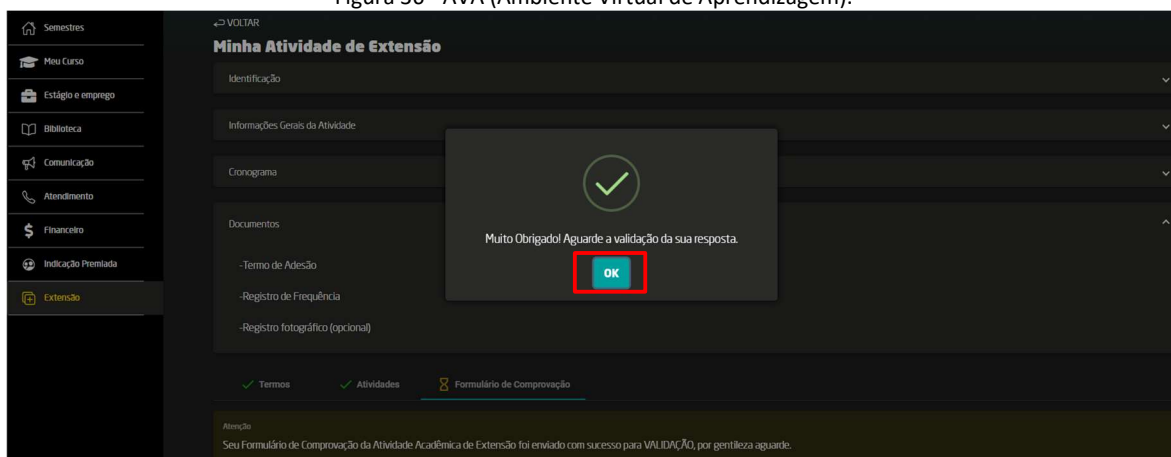 Figura 36 - AVA (Ambiente Virtual de Aprendizagem).
Semestres
Meu Curso
Estágio e emprego
Biblioteca
Comunicação
Atendimento
Financeiro
Indicação Premiada
Extensão
VOLTAR
Minha Atividade de Extensão
Identificação
Informações Gerais da Atividade
Cronograma
Documentos
-Termo de Adesão
-Registro de Frequência
-Registro fotográfico (opcional)
Muito Obrigado! Aguarde a validação da sua resposta.
OK
Termos
Atividades
Formulário de Comprovação
Atenção
Seu Formulário de Comprovação da Atividade Acadêmica de Extensão foi enviado com sucesso para VALIDAÇÃO, por gentileza aguarde.